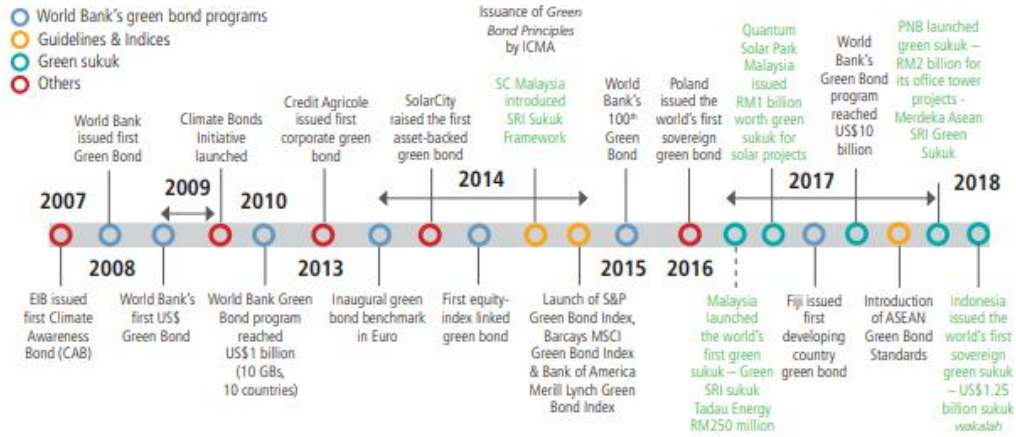 World Bank's green bond programs
Guidelines & Indices
Green sukuk
Others
World Bank
issued first
Green Bond
Climate Bonds
Initiative
launched
Credit Agricole
issued first
corporate green
bond
SolarCity
raised the first
asset-backed
green bond
Issuance of Green
Bond Principles
by ICMA
SC Malaysia
introduced
SRI Sukuk
Framework
World
Bank's
100th
Green
Bond
Poland
issued the
world's first
sovereign
green bond
Quantum
Solar Park
Malaysia
issued
RM1 billion
worth green
sukuk for
solar projects
World
Bank's
Green Bond
program
reached
US$10
billion
PNB launched
green sukuk –
RM2 billion for
its office tower
projects -
Merdeka Asean
SRI Green
Sukuk
2007
2009
2010
2014
2017
2018
2008
2013
2015
2016
EIB issued
first Climate
Awareness
Bond (CAB)
World Bank's
first US$
Green Bond
World Bank Green
Bond program
reached
US$1 billion
(10 GBs,
10 countries)
Inaugural green
bond benchmark
in Euro
First equity-
index linked
green bond
Launch of S&P
Green Bond Index,
Barcays MSCI
Green Bond Index
& Bank of America
Merill Lynch Green
Bond Index
Malaysia
launched
the world's
first green
sukuk – Green
SRI sukuk
Tadau Energy
RM250 million
Fiji issued
first
developing
country
green bond
Introduction
of ASEAN
Green Bond
Standards
Indonesia
issued the
world's first
sovereign
green sukuk
– US$1.25
billion sukuk
wakalah